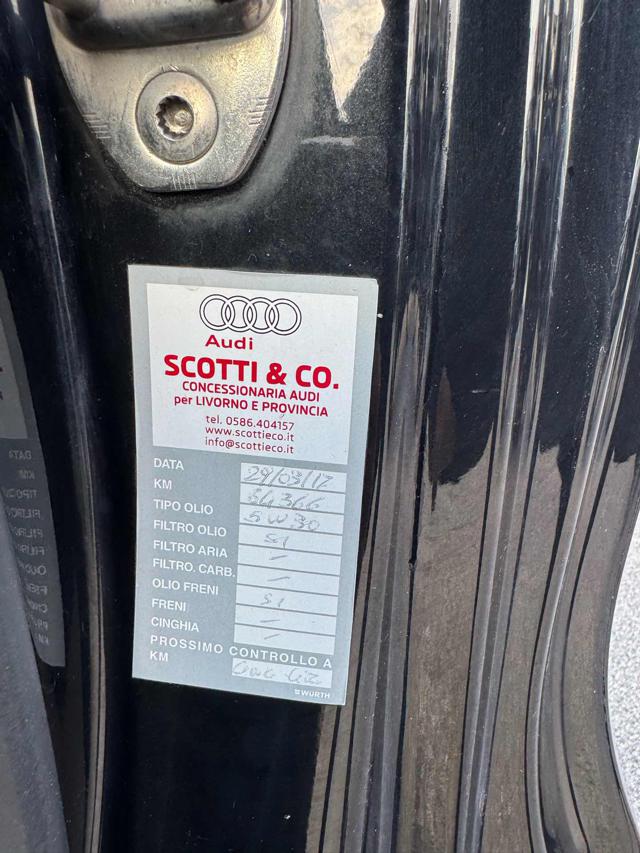 Audi
SCOTTI & CO.
CONCESSIONARIA AUDI
per LIVORNO E PROVINCIA
tel. 0586.404157
www.scottieco.it
info@scottieco.it
DATA 29/03/17
KM 54366
TIPO OLIO 5W30
FILTRO OLIO SI
FILTRO ARIA -
FILTRO. CARB. -
OLIO FRENI SI
FRENI -
CINGHIA -
PROSSIMO CONTROLLO A
KM
WÜRTH